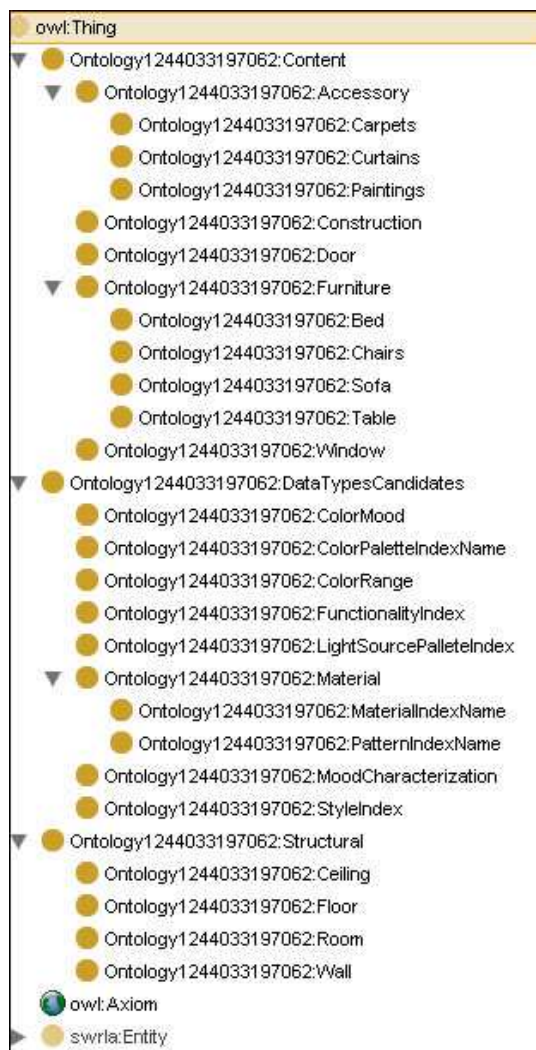 owl:Thing
Ontology1244033197062:Content
Ontology1244033197062:Accessory
Ontology1244033197062:Carpets
Ontology1244033197062:Curtains
Ontology1244033197062:Paintings
Ontology1244033197062:Construction
Ontology1244033197062:Door
Ontology1244033197062:Furniture
Ontology1244033197062:Bed
Ontology1244033197062:Chairs
Ontology1244033197062:Sofa
Ontology1244033197062:Table
Ontology1244033197062:Window
Ontology1244033197062:DataTypesCandidates
Ontology1244033197062:ColorMood
Ontology1244033197062:ColorPaletteIndexName
Ontology1244033197062:ColorRange
Ontology1244033197062:FunctionalityIndex
Ontology1244033197062:LightSourcePalleteIndex
Ontology1244033197062:Material
Ontology1244033197062:MaterialIndexName
Ontology1244033197062:PatternIndexName
Ontology1244033197062:MoodCharacterization
Ontology1244033197062:StyleIndex
Ontology1244033197062:Structural
Ontology1244033197062:Ceiling
Ontology1244033197062:Floor
Ontology1244033197062:Room
Ontology1244033197062:Wall
owl:Axiom
swrla:Entity